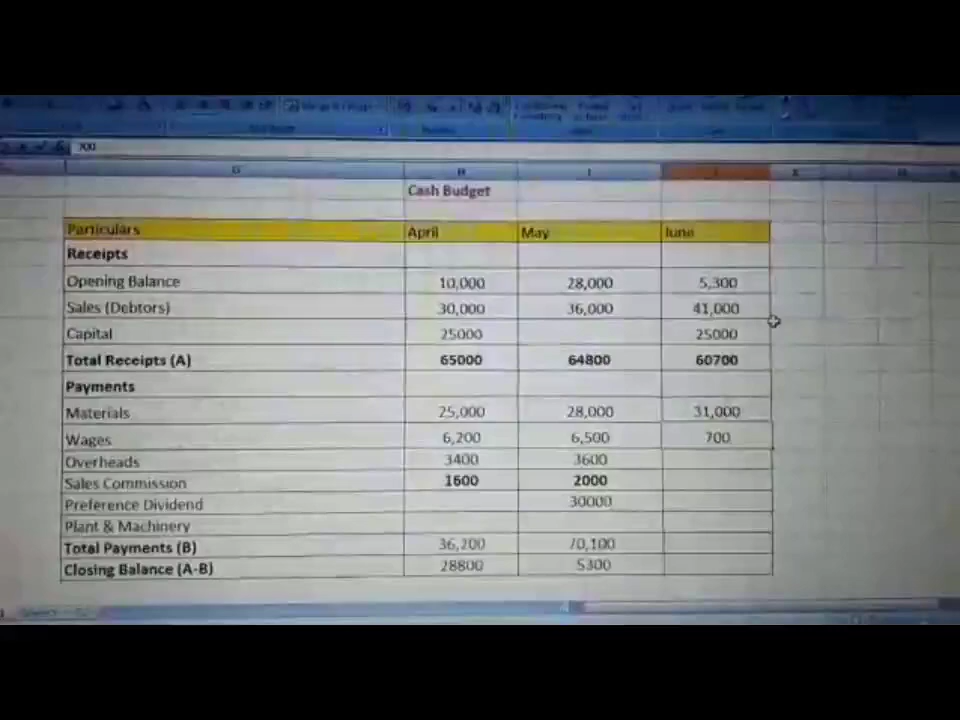 700
Cash Budget
Particulars April May June
Receipts
Opening Balance 10,000 28,000 5,300
Sales (Debtors) 30,000 36,000 41,000
Capital 25000 25000
Total Receipts (A) 65000 64800 60700
Payments
Materials 25,000 28,000 31,000
Wages 6,200 6,500 700
Overheads 3400 3600
Sales Commission 1600 2000
Preference Dividend 30000
Plant & Machinery
Total Payments (B) 36,200 70,100
Closing Balance (A-B) 28800 5300